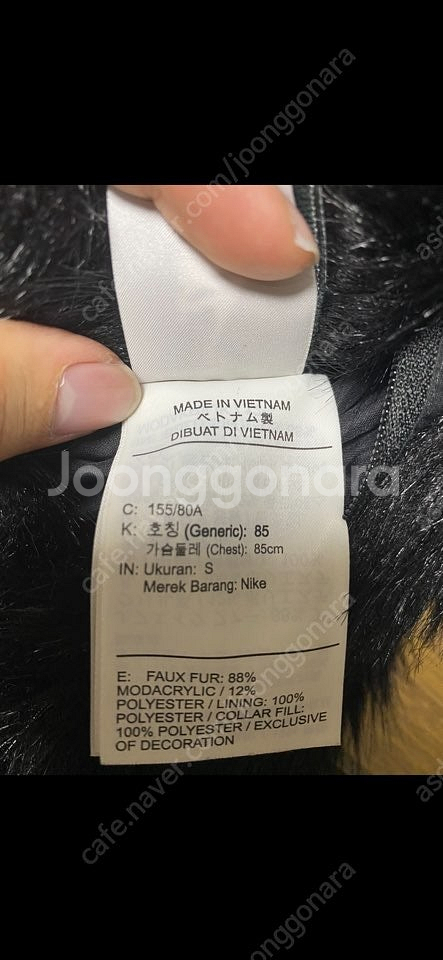 MADE IN VIETNAM
ベトナム製
DIBUAT DI VIETNAM
Joonggonara
C: 155/80A
K: 호칭 (Generic): 85
가슴둘레 (Chest): 85cm
IN: Ukuran: S
Merek Barang: Nike
E: FAUX FUR: 88%
MODACRYLIC / 12%
POLYESTER / LINING: 100%
POLYESTER / COLLAR FILL:
100% POLYESTER / EXCLUSIVE
OF DECORATION
cafe.naver.com/joonggonara